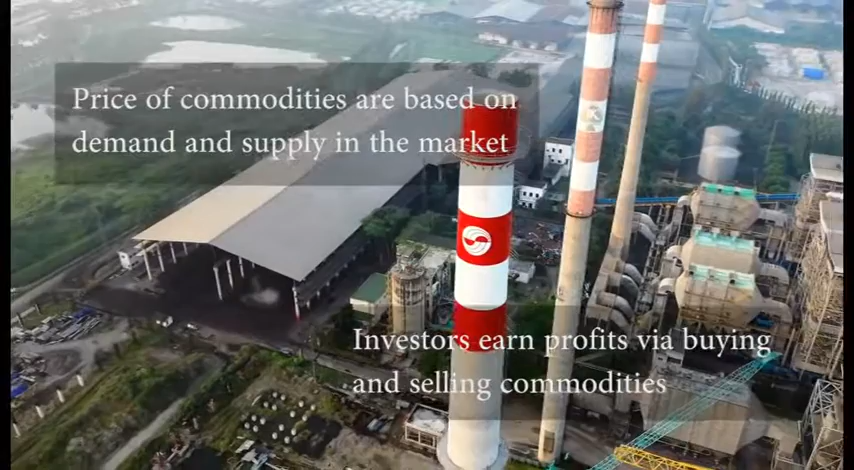 Price of commodities are based on
demand and supply in the market
Investors earn profits via buying
and selling commodities